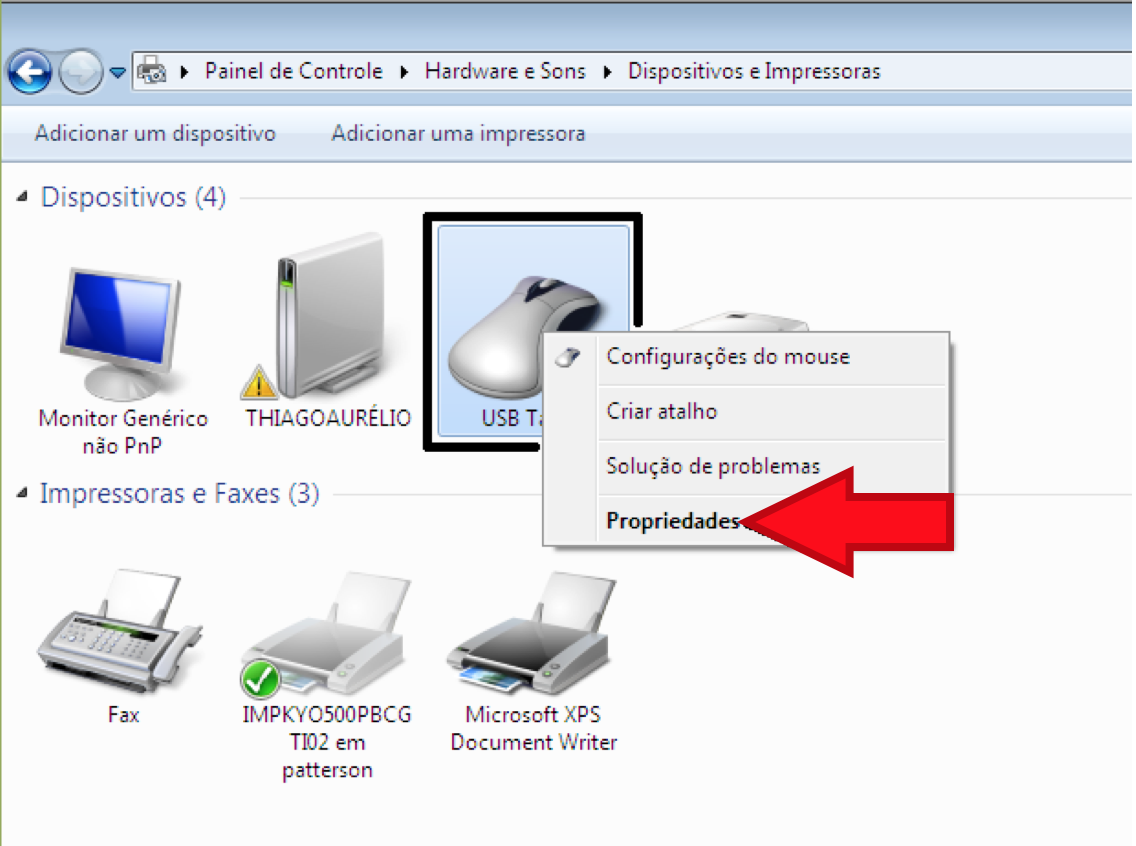 Painel de Controle Hardware e Sons Dispositivos e Impressoras
Adicionar um dispositivo Adicionar uma impressora
Dispositivos (4)
Monitor Genérico
não PnP
THIAGOAURÉLIO
USB
Configurações do mouse
Criar atalho
Solução de problemas
Propriedades
Impressoras e Faxes (3)
Fax
IMPKYO500PBCG
TI02 em
patterson
Microsoft XPS
Document Writer